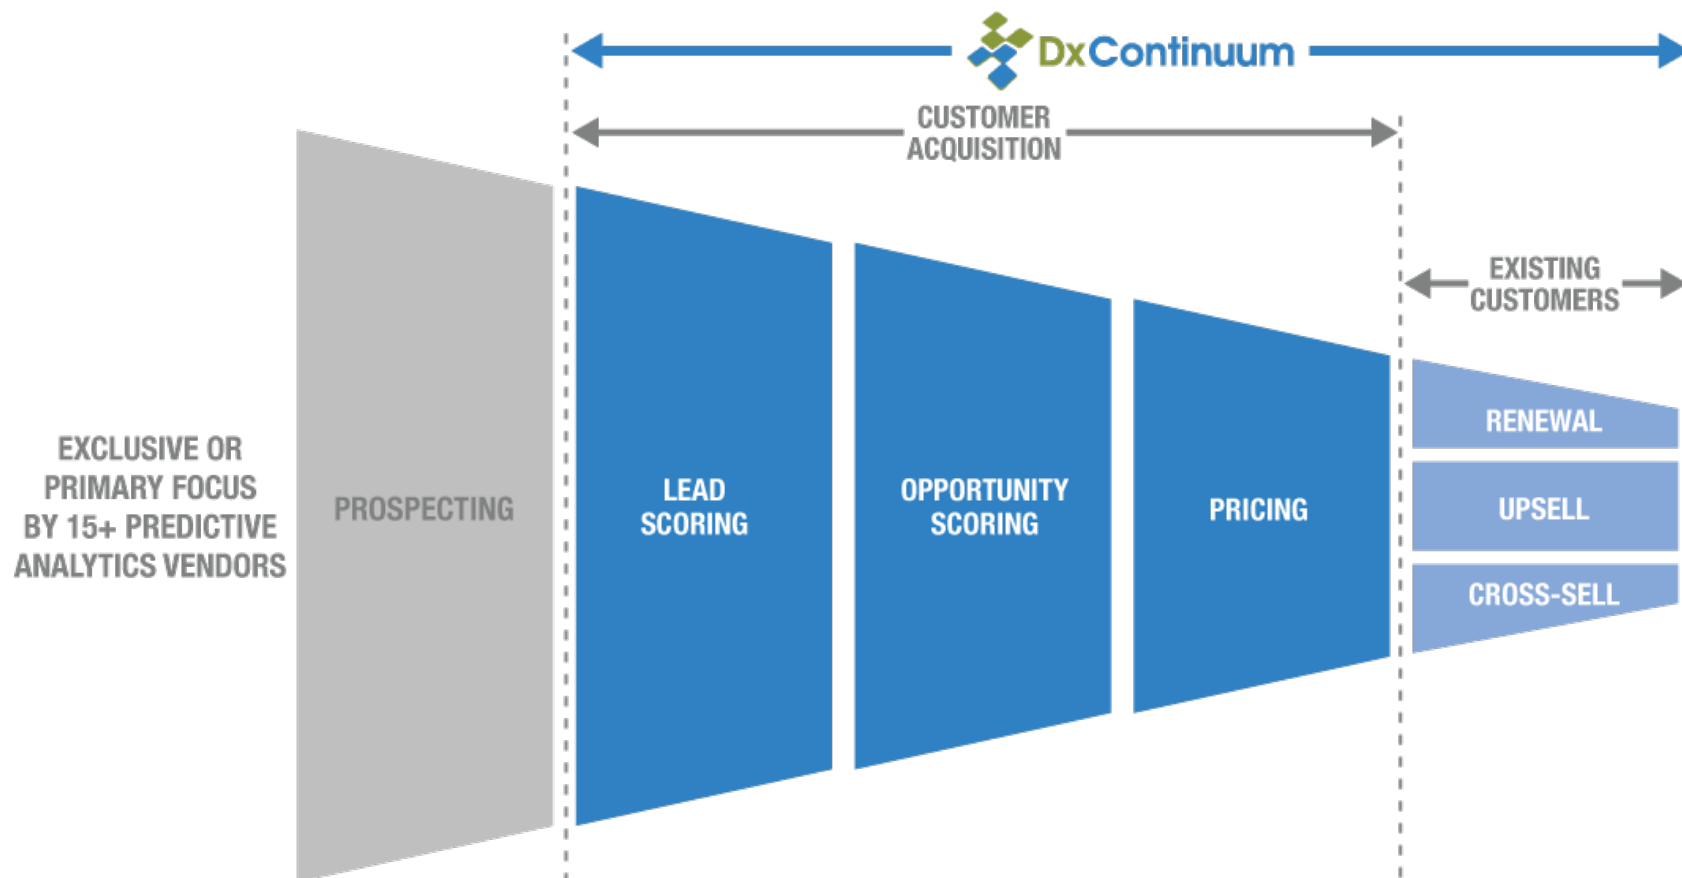 DxContinuum
CUSTOMER
ACQUISITION
EXISTING
CUSTOMERS
EXCLUSIVE OR
PRIMARY FOCUS
BY 15+ PREDICTIVE
ANALYTICS VENDORS
PROSPECTING
LEAD
SCORING
OPPORTUNITY
SCORING
PRICING
RENEWAL
UPSELL
CROSS-SELL